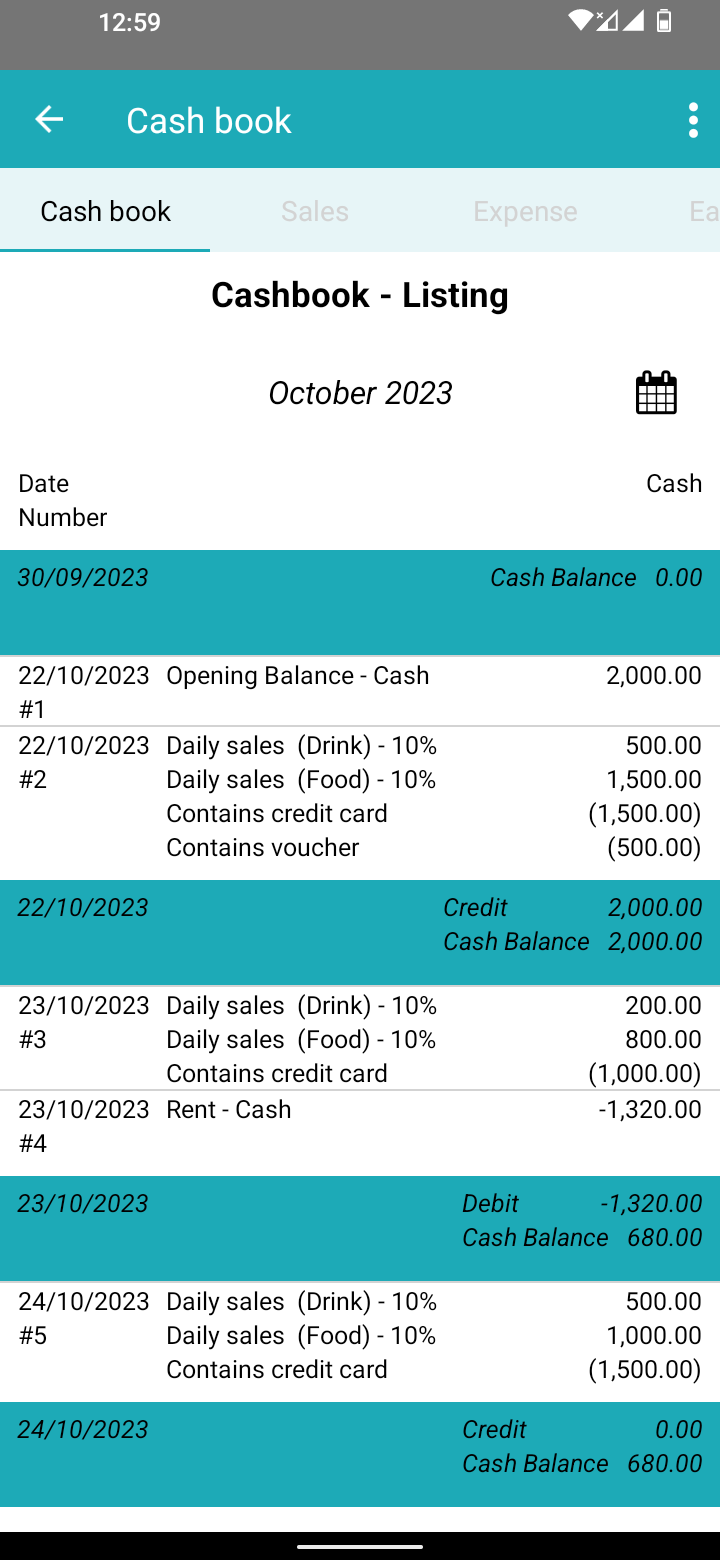 12:59
Cash book
Cash book Sales Expense Ea
Cashbook - Listing
October 2023
Date Cash
Number
30/09/2023 Cash Balance 0.00
22/10/2023 Opening Balance - Cash 2,000.00
#1
22/10/2023 Daily sales (Drink) - 10% 500.00
#2 Daily sales (Food) - 10% 1,500.00
Contains credit card (1,500.00)
Contains voucher (500.00)
22/10/2023 Credit 2,000.00
Cash Balance 2,000.00
23/10/2023 Daily sales (Drink) - 10% 200.00
#3 Daily sales (Food) - 10% 800.00
Contains credit card (1,000.00)
23/10/2023 Rent - Cash -1,320.00
#4
23/10/2023 Debit -1,320.00
Cash Balance 680.00
24/10/2023 Daily sales (Drink) - 10% 500.00
#5 Daily sales (Food) - 10% 1,000.00
Contains credit card (1,500.00)
24/10/2023 Credit 0.00
Cash Balance 680.00